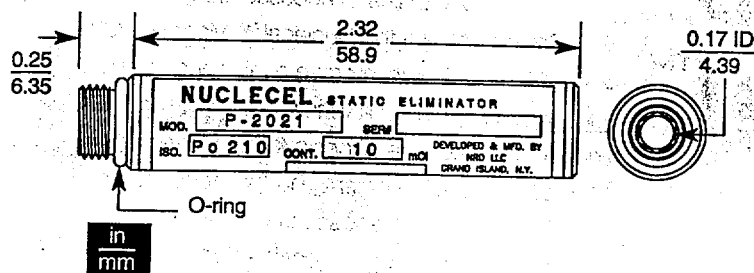 2.32
58.9
0.25
6.35
0.17 ID
4.39
NUCLECEL STATIC ELIMINATOR
MOD. P-2021 SER#
ISO. Po 210 CONT. 10 mCi
DEVELOPED & MFD. BY
NRD LLC
GRAND ISLAND, N.Y.
O-ring
in
mm